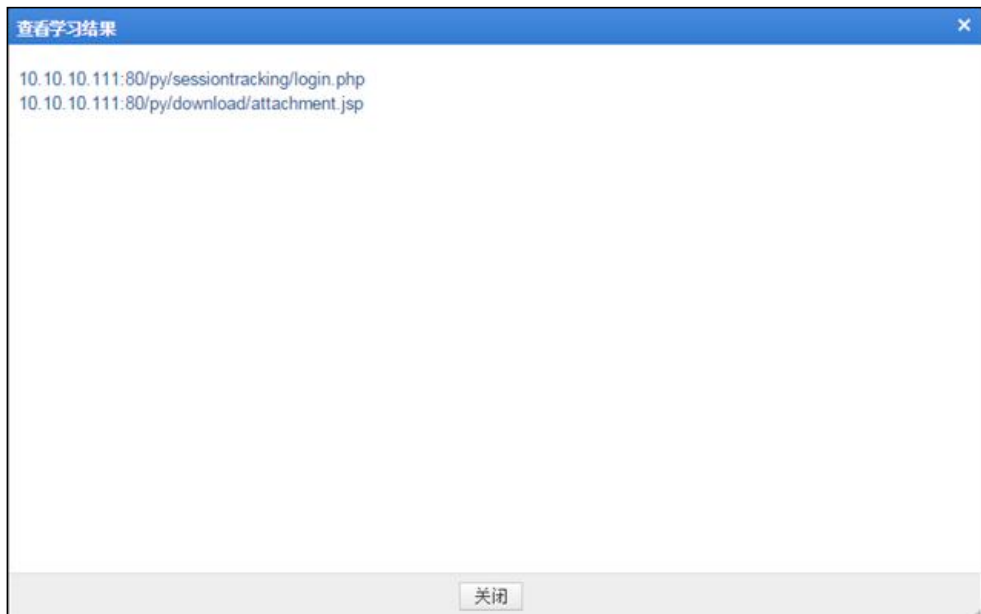 查看学习结果
10.10.10.111:80/py/sessiontracking/login.php
10.10.10.111:80/py/download/attachment.jsp
关闭